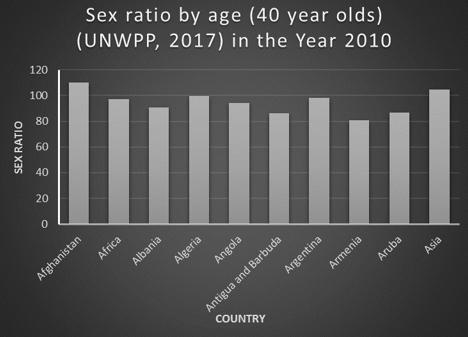 Sex ratio by age (40 year olds)
(UNWPP, 2017) in the Year 2010
120
100
80
60
40
20
0
SEX RATIO
Afghanistan
Africa
Albania
Algeria
Angola
Antigua and Barbuda
Argentina
Armenia
Aruba
Asia
COUNTRY